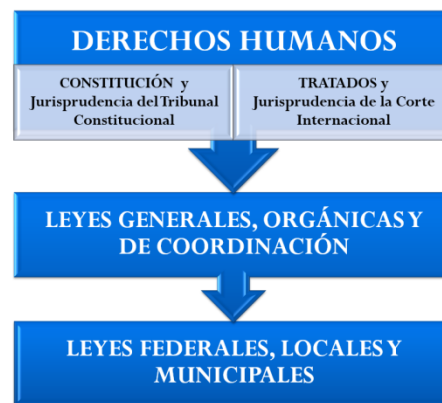 DERECHOS HUMANOS
CONSTITUCIÓN y
Jurisprudencia del Tribunal
Constitucional
TRATADOS y
Jurisprudencia de la Corte
Internacional
LEYES GENERALES, ORGÁNICAS Y
DE COORDINACIÓN
LEYES FEDERALES, LOCALES Y
MUNICIPALES